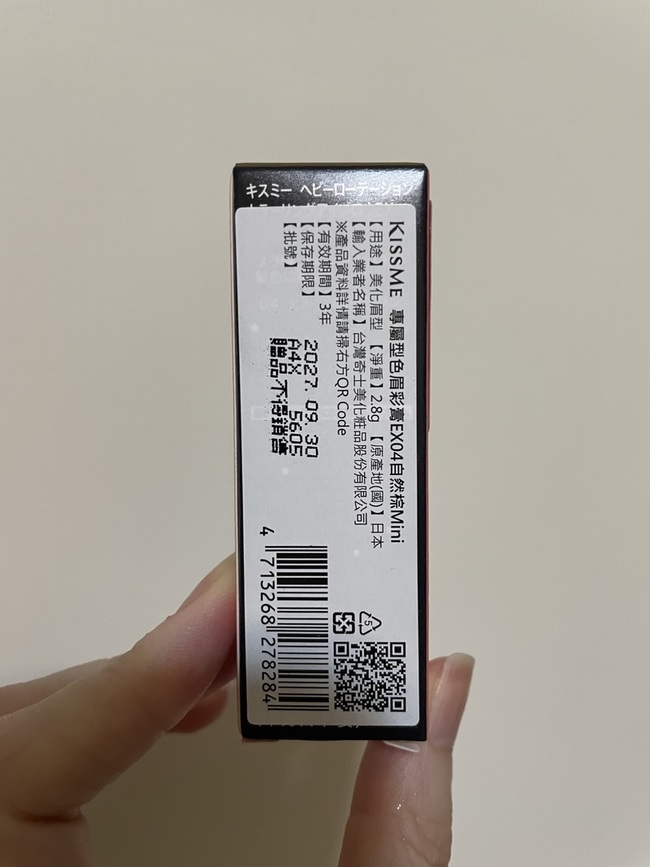 キスミー ヘビーローテーション
KISSME 專屬型色眉彩膏EX04自然棕Mini
【用途】美化眉型 【淨重】2.8g 【原產地(國)】日本
【輸入業者名稱】台灣奇士美化粧品股份有限公司
※產品資料詳情請掃右方QR Code
【有效期間】3年
【保存期限】 2027.09.30
【批號】 A4X 5605
贈品不得銷售
5
4 713268 278284